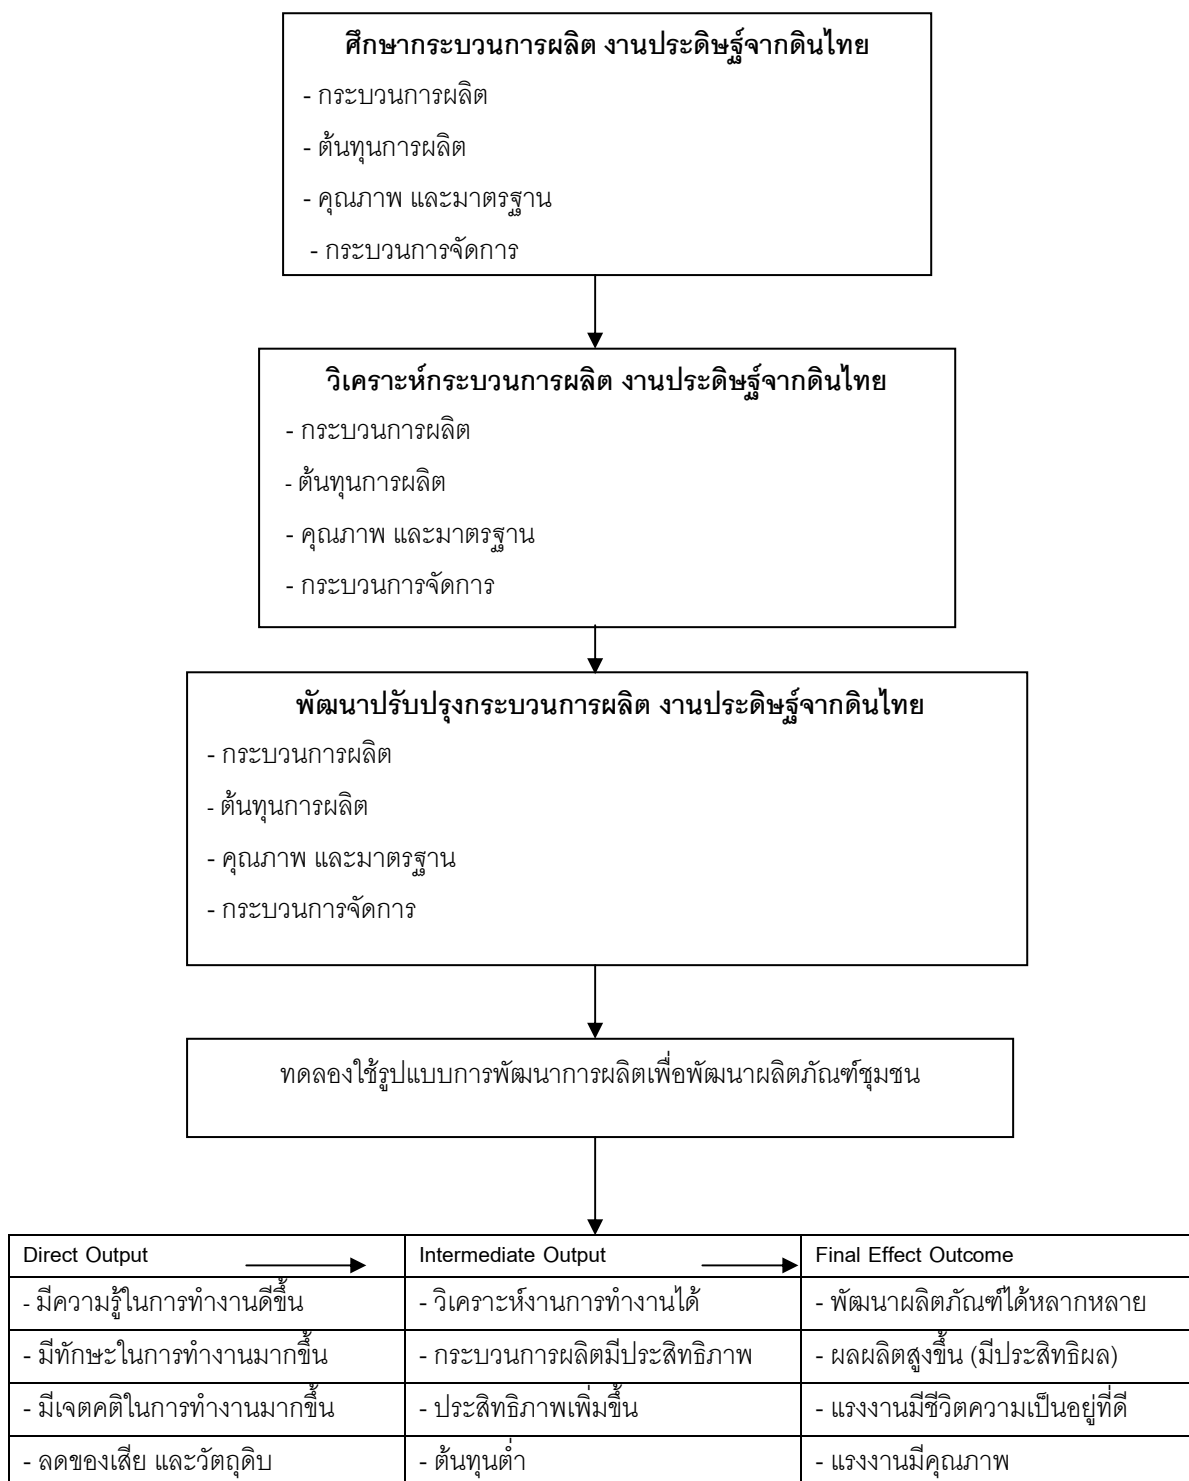 ศึกษากระบวนการผลิต งานประดิษฐ์จากดินไทย
- กระบวนการผลิต
- ต้นทุนการผลิต
- คุณภาพ และมาตรฐาน
- กระบวนการจัดการ
วิเคราะห์กระบวนการผลิต งานประดิษฐ์จากดินไทย
- กระบวนการผลิต
- ต้นทุนการผลิต
- คุณภาพ และมาตรฐาน
- กระบวนการจัดการ
พัฒนาปรับปรุงกระบวนการผลิต งานประดิษฐ์จากดินไทย
- กระบวนการผลิต
- ต้นทุนการผลิต
- คุณภาพ และมาตรฐาน
- กระบวนการจัดการ
ทดลองใช้รูปแบบการพัฒนาการผลิตเพื่อพัฒนาผลิตภัณฑ์ชุมชน
Direct Output Intermediate Output Final Effect Outcome
- มีความรู้ในการทำงานดีขึ้น - วิเคราะห์งานการทำงานได้ - พัฒนาผลิตภัณฑ์ได้หลากหลาย
- มีทักษะในการทำงานมากขึ้น - กระบวนการผลิตมีประสิทธิภาพ - ผลผลิตสูงขึ้น (มีประสิทธิผล)
- มีเจตคติในการทำงานมากขึ้น - ประสิทธิภาพเพิ่มขึ้น - แรงงานมีชีวิตความเป็นอยู่ที่ดี
- ลดของเสีย และวัตถุดิบ - ต้นทุนต่ำ - แรงงานมีคุณภาพ